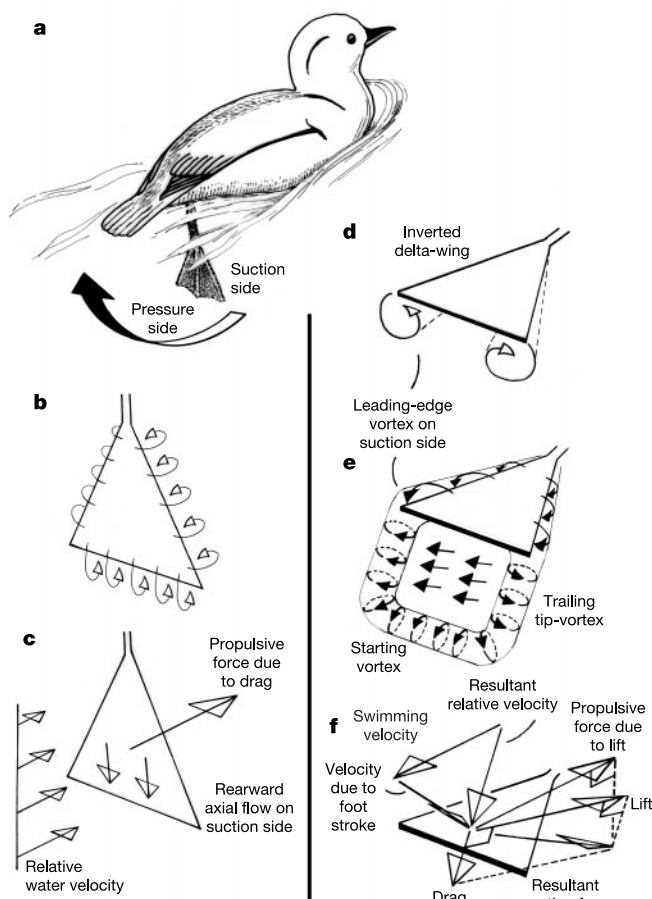 a
Suction
side
Pressure
side
b
c
Propulsive
force due
to drag
Rearward
axial flow on
suction side
Relative
water velocity
d
Inverted
delta-wing
Leading-edge
vortex on
suction side
e
Trailing
tip-vortex
Starting
vortex
f
Resultant
relative velocity
Swimming
velocity
Velocity
due to
foot
stroke
Propulsive
force due
to lift
Lift
Drag
Resultant